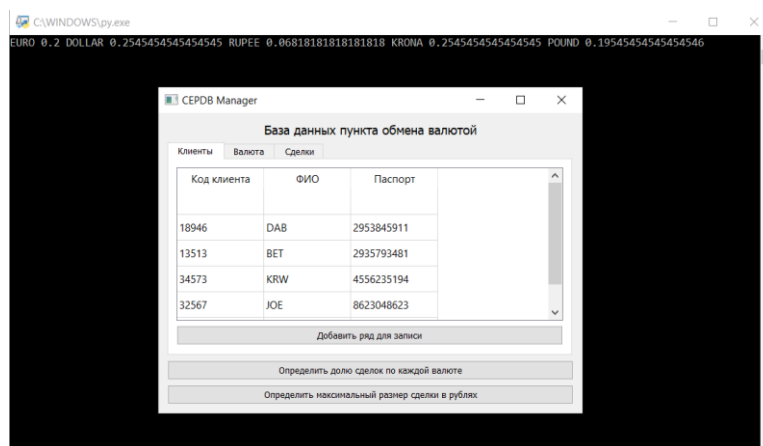 C:\WINDOWS\py.exe
EURO 0.2 DOLLAR 0.2545454545454545 RUPEE 0.06818181818181818 KRONA 0.2545454545454545 POUND 0.19545454545454546
CEPDB Manager
База данных пункта обмена валютой
Клиенты Валюта Сделки
Код клиента ФИО Паспорт
18946 DAB 2953845911
13513 BET 2935793481
34573 KRW 4556235194
32567 JOE 8623048623
Добавить ряд для записи
Определить долю сделок по каждой валюте
Определить максимальный размер сделки в рублях